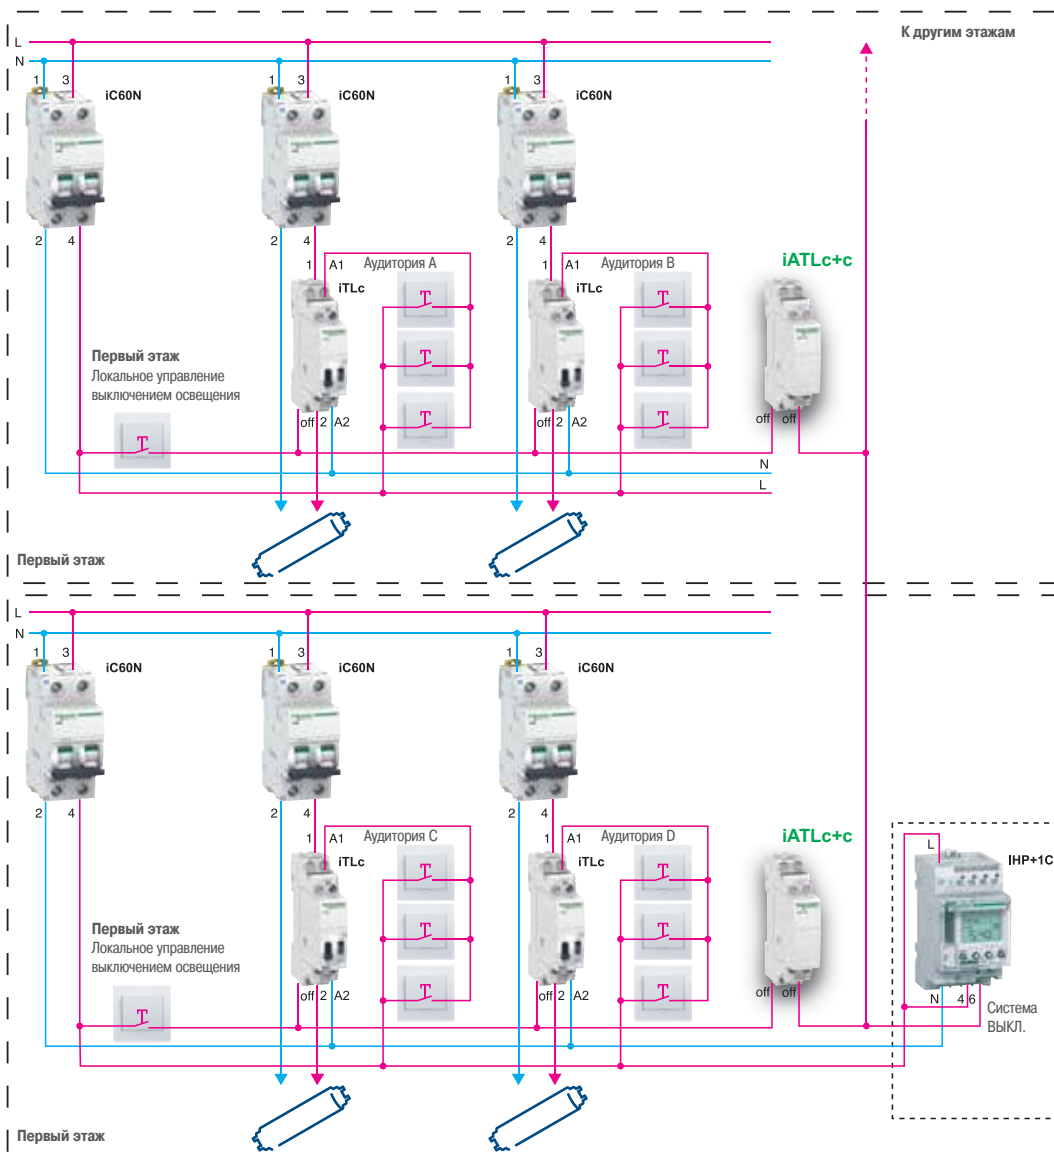 К другим этажам
L
N
1 3
iC60N
1 3
iC60N
1 3
iC60N
2 4
2 4
2 4
1 A1
Аудитория A
iTLc
1 A1
Аудитория B
iTLc
iATLc+c
Первый этаж
Локальное управление
выключением освещения
off 2 A2
off 2 A2
off off
N
L
Первый этаж
L
N
1 3
iC60N
1 3
iC60N
1 3
iC60N
2 4
2 4
2 4
1 A1
Аудитория C
iTLc
1 A1
Аудитория D
iTLc
iATLc+c
L
IHP+1C
Первый этаж
Локальное управление
выключением освещения
off 2 A2
off 2 A2
off off
N 4 6
Система
ВЫКЛ.
Первый этаж